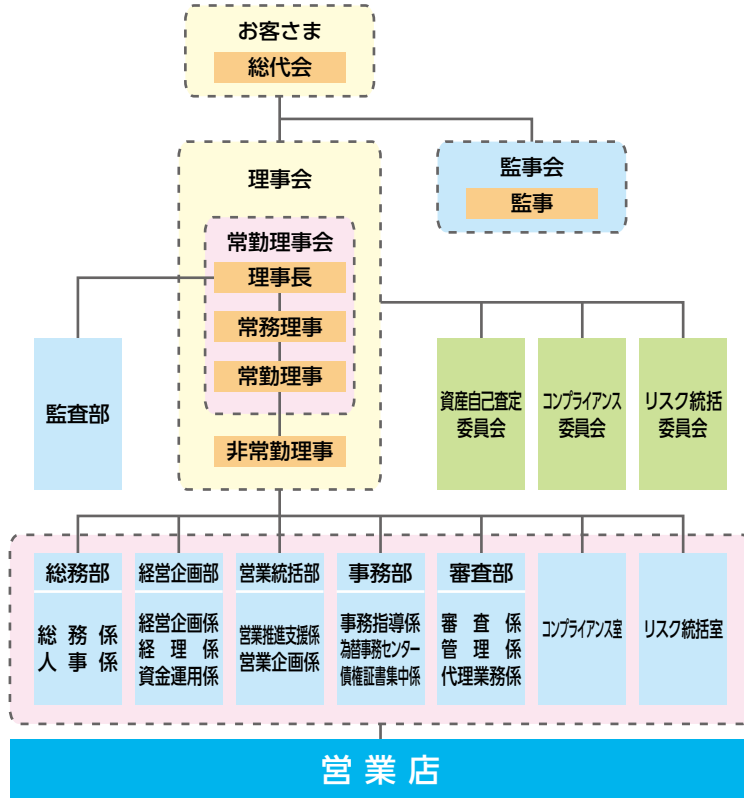 お客さま
総代会
理事会
監事会
監事
常勤理事会
理事長
常務理事
常勤理事
非常勤理事
監査部
資産自己査定
委員会
コンプライアンス
委員会
リスク統括
委員会
総務部
総務係
人事係
経営企画部
経営企画係
経理係
資金運用係
営業統括部
営業推進支援係
営業企画係
事務部
事務指導係
為替事務センター
債権証書集中係
審査部
審査係
管理係
代理業務係
コンプライアンス室
リスク統括室
営業店